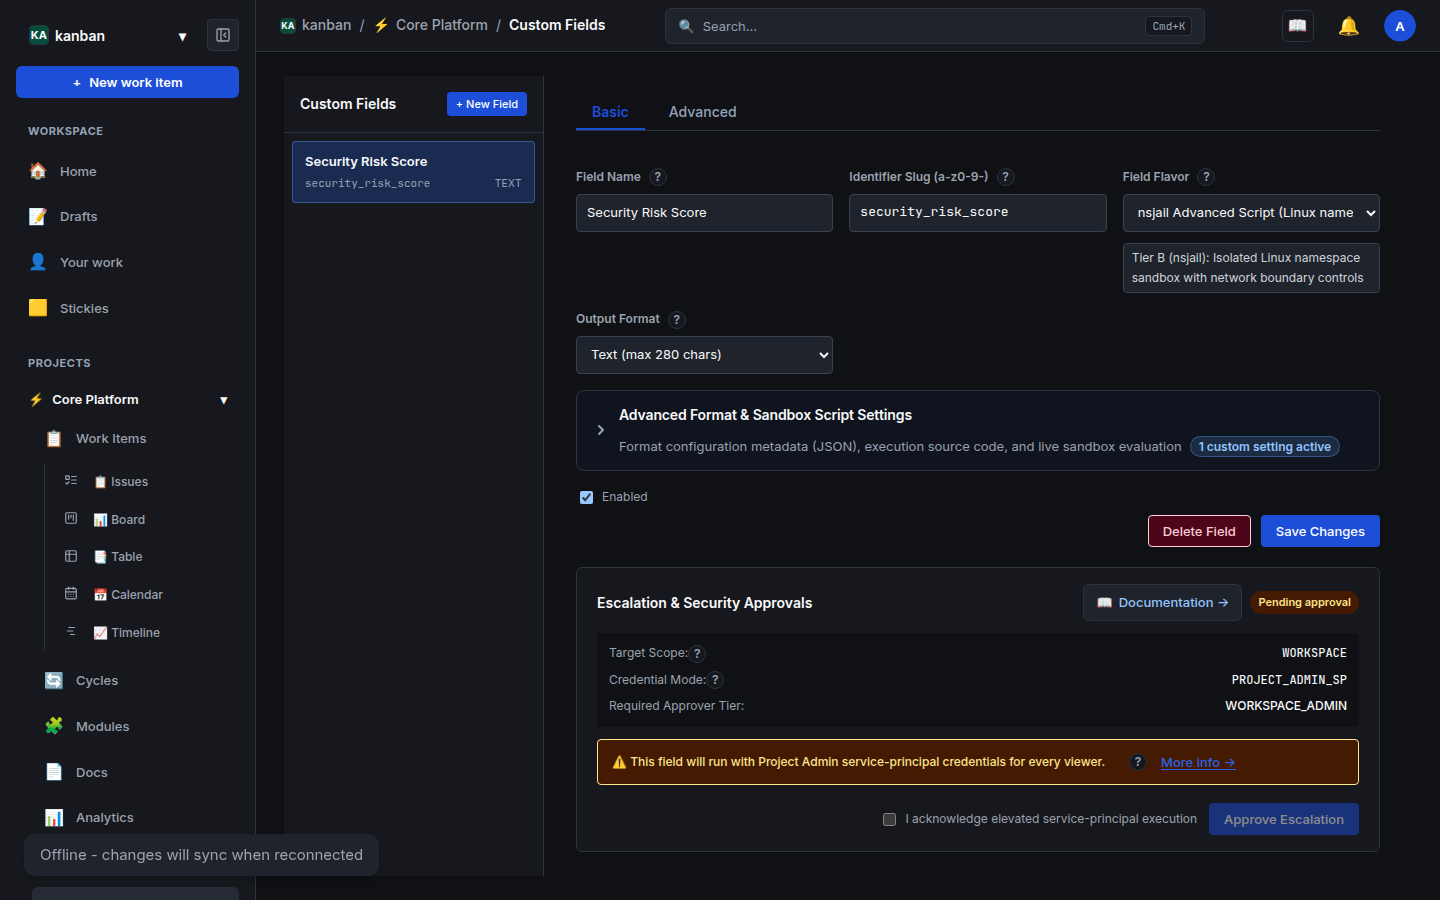 KA kanban ▼
+ New work item
WORKSPACE
Home
Drafts
Your work
Stickies
PROJECTS
Core Platform ▼
Work Items
Issues
Board
Table
Calendar
Timeline
Cycles
Modules
Docs
Analytics
Offline - changes will sync when reconnected
KA kanban / Core Platform / Custom Fields
Search... Cmd+K
A
Custom Fields
+ New Field
Security Risk Score
security_risk_score TEXT
Basic Advanced
Field Name ?
Security Risk Score
Identifier Slug (a-z0-9-) ?
security_risk_score
Field Flavor ?
nsjail Advanced Script (Linux name
Tier B (nsjail): Isolated Linux namespace
sandbox with network boundary controls
Output Format ?
Text (max 280 chars)
Advanced Format & Sandbox Script Settings
Format configuration metadata (JSON), execution source code, and live sandbox evaluation 1 custom setting active
Enabled
Delete Field Save Changes
Escalation & Security Approvals
Documentation →
Pending approval
Target Scope: ? WORKSPACE
Credential Mode: ? PROJECT_ADMIN_SP
Required Approver Tier: WORKSPACE_ADMIN
⚠️ This field will run with Project Admin service-principal credentials for every viewer. ? More info →
I acknowledge elevated service-principal execution Approve Escalation